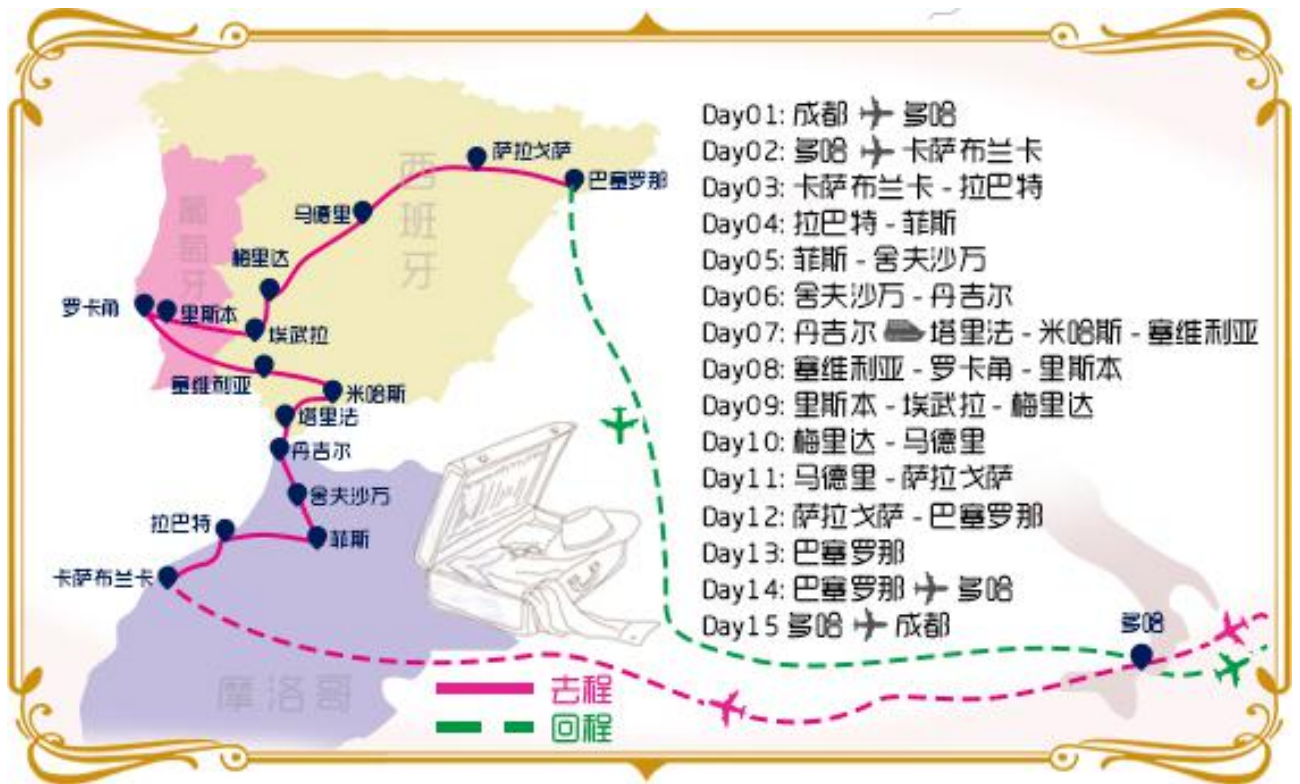 Day01: 成都 多哈
Day02: 多哈 卡萨布兰卡
Day03: 卡萨布兰卡 - 拉巴特
Day04: 拉巴特 - 菲斯
Day05: 菲斯 - 舍夫沙万
Day06: 舍夫沙万 - 丹吉尔
Day07: 丹吉尔 塔里法 - 米哈斯 - 塞维利亚
Day08: 塞维利亚 - 罗卡角 - 里斯本
Day09: 里斯本 - 埃武拉 - 梅里达
Day10: 梅里达 - 马德里
Day11: 马德里 - 萨拉戈萨
Day12: 萨拉戈萨 - 巴塞罗那
Day13: 巴塞罗那
Day14: 巴塞罗那 多哈
Day15 多哈 成都
萨拉戈萨
巴塞罗那
西班牙
葡萄牙
马德里
梅里达
罗卡角
里斯本
埃武拉
塞维利亚
米哈斯
塔里法
丹吉尔
舍夫沙万
拉巴特
菲斯
卡萨布兰卡
摩洛哥
多哈
去程
回程